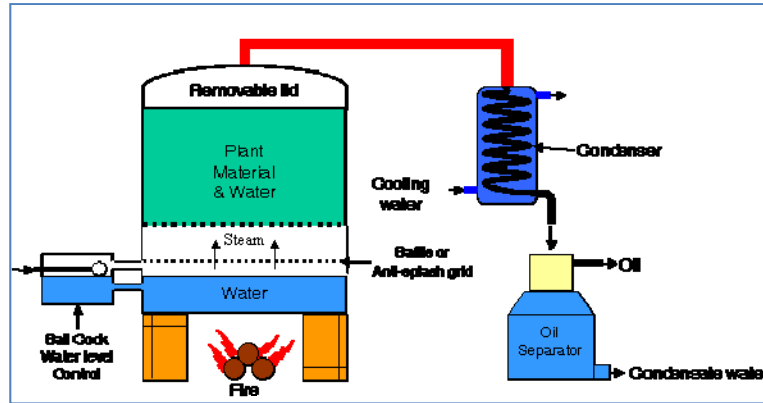 Removable lid
Plant
Material
& Water
Steam
Water
Baffle or
Anti-splash grid
Ball Cock
Water level
Control
Fire
Cooling
water
Condenser
Oil
Oil
Separator
Condensate water